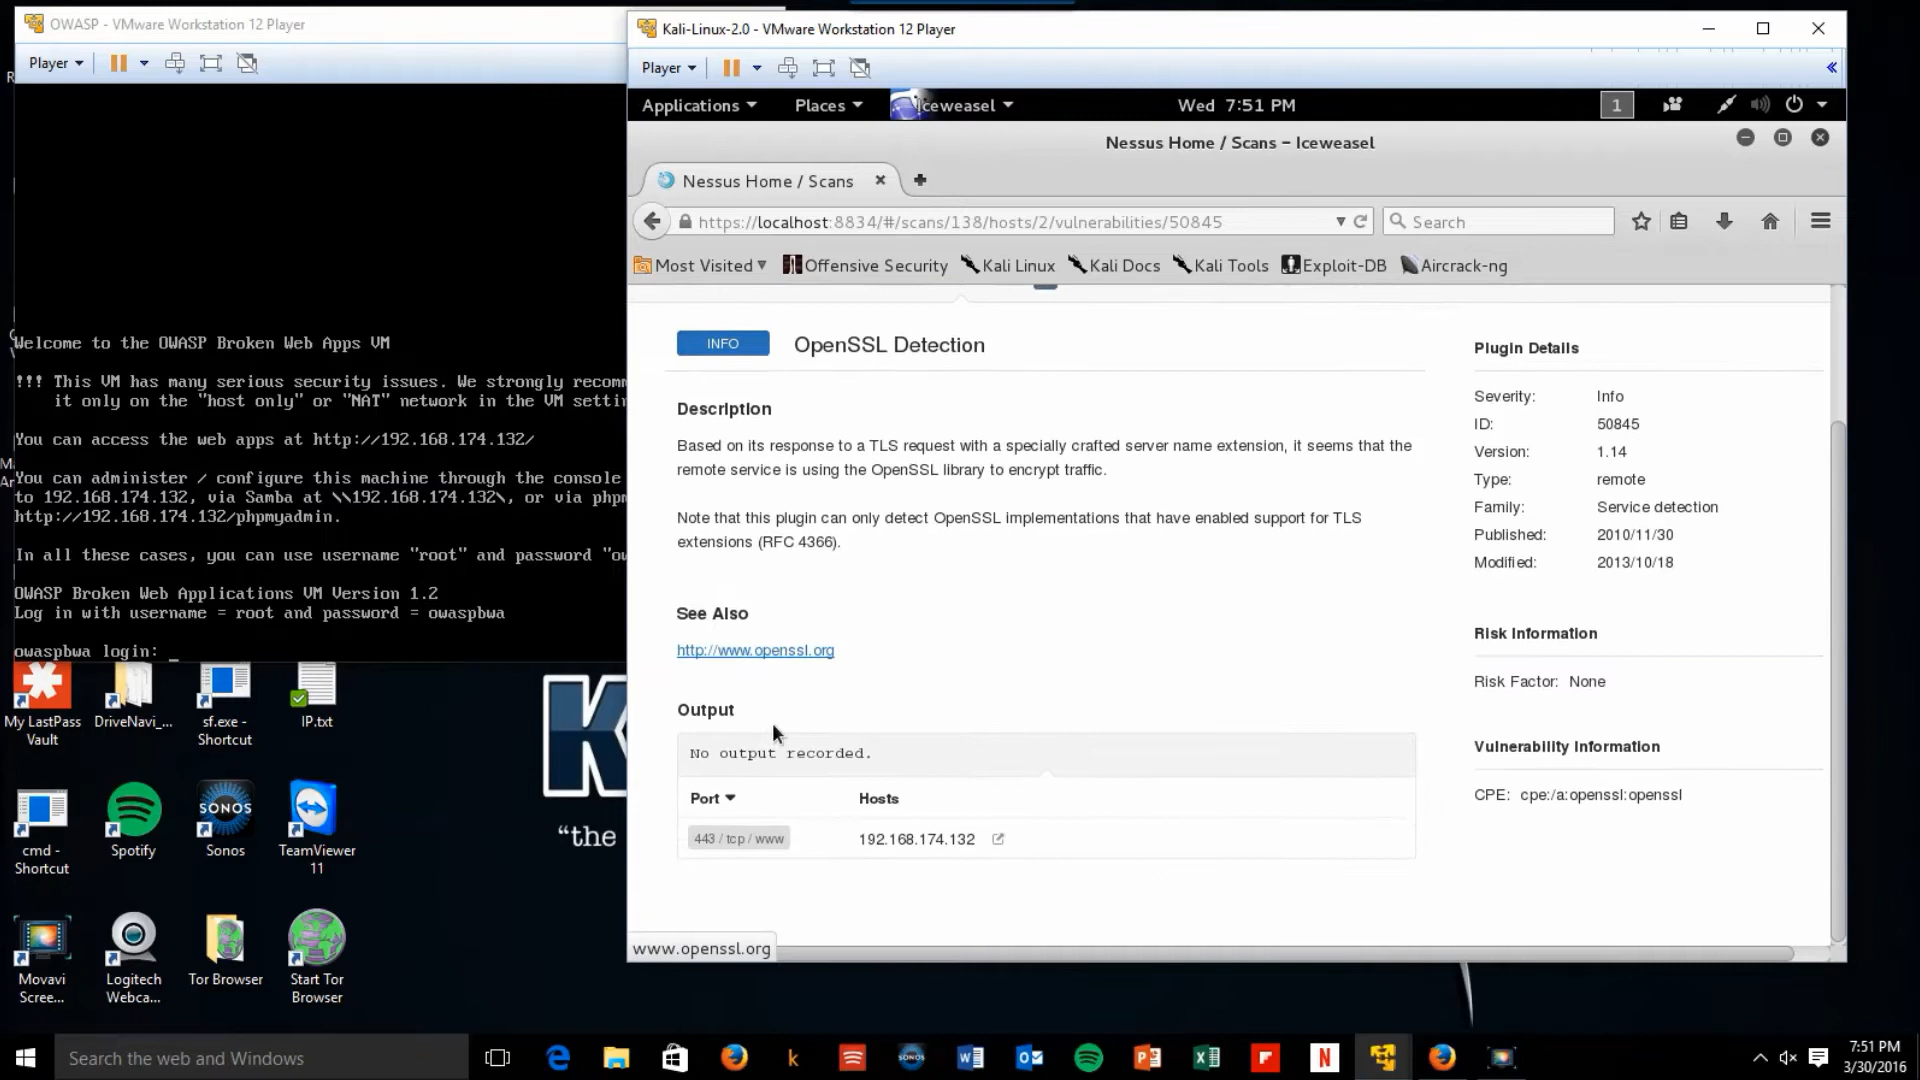 OWASP - VMware Workstation 12 Player
Player
Welcome to the OWASP Broken Web Apps VM
!!! This VM has many serious security issues. We strongly recom
it only on the "host only" or "NAT" network in the VM settin
You can access the web apps at http://192.168.174.132/
You can administer / configure this machine through the console
to 192.168.174.132, via Samba at \\192.168.174.132\, or via phpm
http://192.168.174.132/phpmyadmin.
In all these cases, you can use username "root" and password "ow
OWASP Broken Web Applications VM Version 1.2
Log in with username = root and password = owaspbwa
owaspbwa login: _
My LastPass
Vault
DriveNavi_...
sf.exe -
Shortcut
IP.txt
cmd -
Shortcut
Spotify
SONOS
Sonos
TeamViewer
11
Movavi
Scree...
Logitech
Webca...
Tor Browser
Start Tor
Browser
"the
Kali-Linux-2.0 - VMware Workstation 12 Player
Player
Applications
Places
Iceweasel
Wed 7:51 PM
1
Nessus Home / Scans - Iceweasel
Nessus Home / Scans
https://localhost:8834/#/scans/138/hosts/2/vulnerabilities/50845
Search
Most Visited
Offensive Security
Kali Linux
Kali Docs
Kali Tools
Exploit-DB
Aircrack-ng
INFO
OpenSSL Detection
Description
Based on its response to a TLS request with a specially crafted server name extension, it seems that the
remote service is using the OpenSSL library to encrypt traffic.
Note that this plugin can only detect OpenSSL implementations that have enabled support for TLS
extensions (RFC 4366).
See Also
http://www.openssl.org
Output
No output recorded.
Port
Hosts
443 / tcp / www
192.168.174.132
www.openssl.org
Plugin Details
Severity: Info
ID: 50845
Version: 1.14
Type: remote
Family: Service detection
Published: 2010/11/30
Modified: 2013/10/18
Risk Information
Risk Factor: None
Vulnerability Information
CPE: cpe:/a:openssl:openssl
Search the web and Windows
SONOS
7:51 PM
3/30/2016